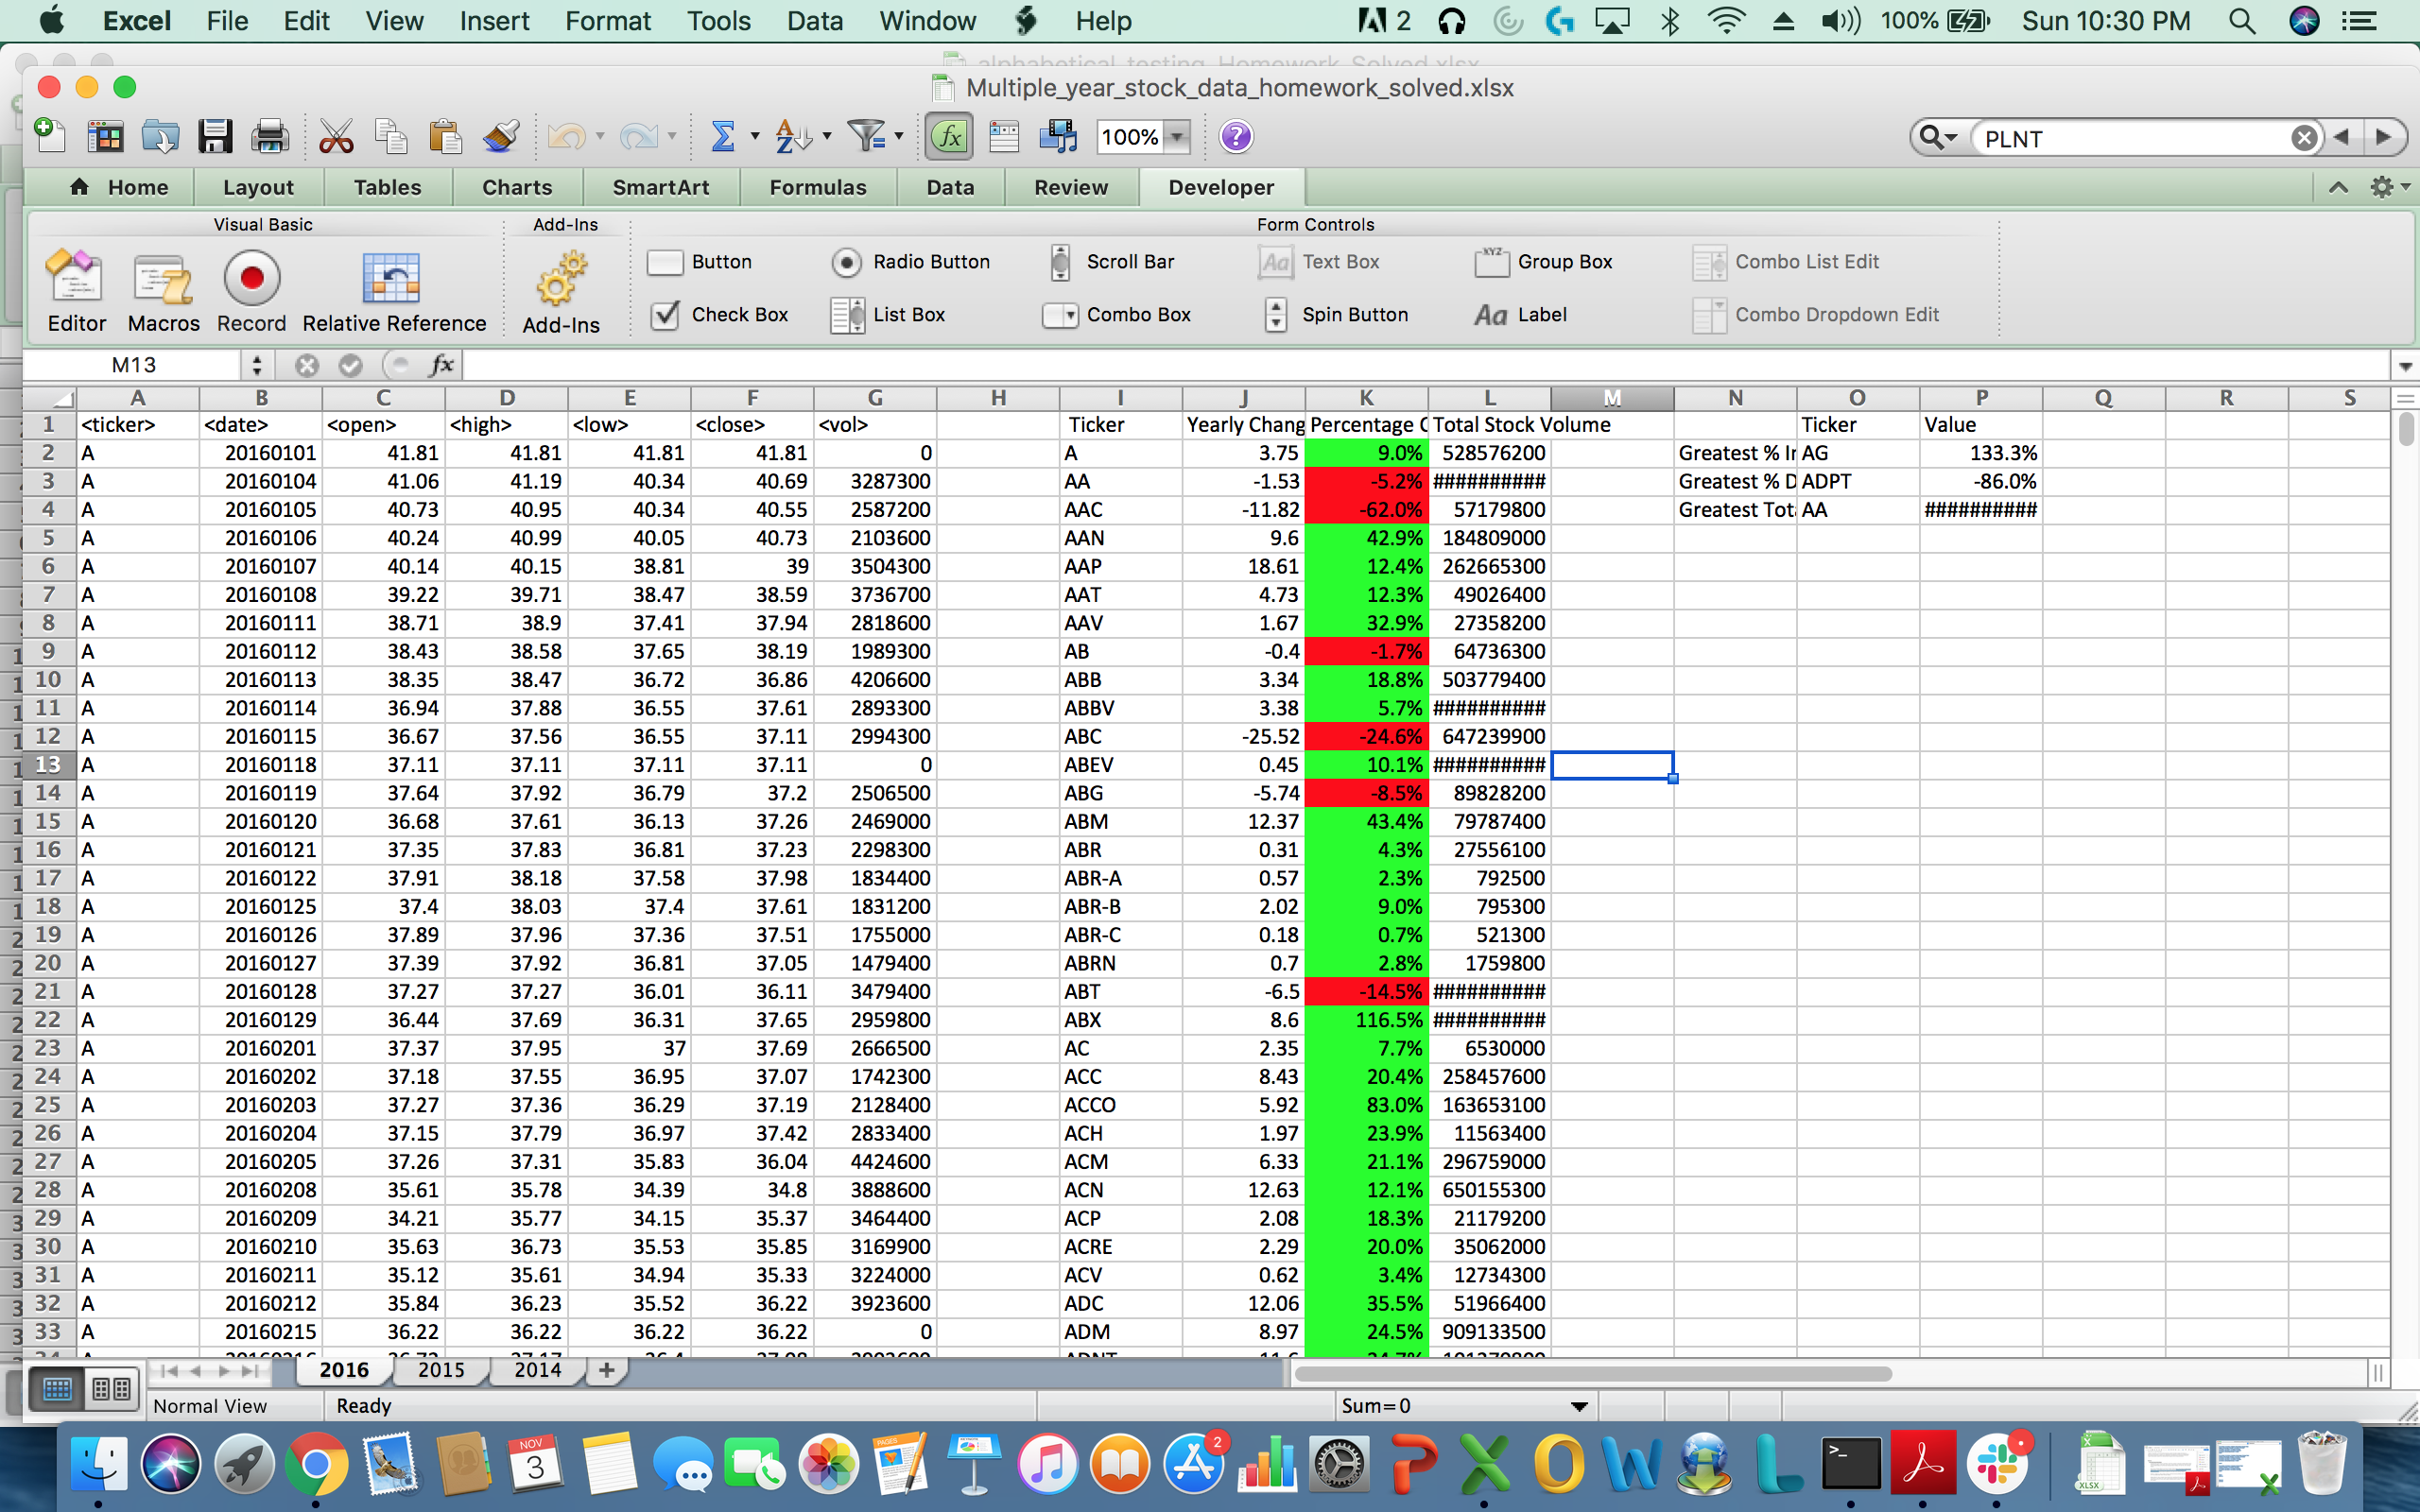 Excel File Edit View Insert Format Tools Data Window Help 2 100% Sun 10:30 PM
alphabetical_testing_Homework_Solved.xlsx
Multiple_year_stock_data_homework_solved.xlsx
100% PLNT
Home Layout Tables Charts SmartArt Formulas Data Review Developer
Visual Basic Add-Ins Form Controls
Button Radio Button Scroll Bar Text Box Group Box Combo List Edit
Check Box List Box Combo Box Spin Button Label Combo Dropdown Edit
Editor Macros Record Relative Reference Add-Ins
M13 fx
A B C D E F G H I J K L M N O P Q R S
1 <ticker> <date> <open> <high> <low> <close> <vol> Ticker Yearly Chang Percentage C Total Stock Volume Ticker Value
2 A 20160101 41.81 41.81 41.81 41.81 0 A 3.75 9.0% 528576200 Greatest % In AG 133.3%
3 A 20160104 41.06 41.19 40.34 40.69 3287300 AA -1.53 -5.2% ########## Greatest % D ADPT -86.0%
4 A 20160105 40.73 40.95 40.34 40.55 2587200 AAC -11.82 -62.0% 57179800 Greatest Tot AA ##########
5 A 20160106 40.24 40.99 40.05 40.73 2103600 AAN 9.6 42.9% 184809000
6 A 20160107 40.14 40.15 38.81 39 3504300 AAP 18.61 12.4% 262665300
7 A 20160108 39.22 39.71 38.47 38.59 3736700 AAT 4.73 12.3% 49026400
8 A 20160111 38.71 38.9 37.41 37.94 2818600 AAV 1.67 32.9% 27358200
9 A 20160112 38.43 38.58 37.65 38.19 1989300 AB -0.4 -1.7% 64736300
10 A 20160113 38.35 38.47 36.72 36.86 4206600 ABB 3.34 18.8% 503779400
11 A 20160114 36.94 37.88 36.55 37.61 2893300 ABBV 3.38 5.7% ##########
12 A 20160115 36.67 37.56 36.55 37.11 2994300 ABC -25.52 -24.6% 647239900
13 A 20160118 37.11 37.11 37.11 37.11 0 ABEV 0.45 10.1% ##########
14 A 20160119 37.64 37.92 36.79 37.2 2506500 ABG -5.74 -8.5% 89828200
15 A 20160120 36.68 37.61 36.13 37.26 2469000 ABM 12.37 43.4% 79787400
16 A 20160121 37.35 37.83 36.81 37.23 2298300 ABR 0.31 4.3% 27556100
17 A 20160122 37.91 38.18 37.58 37.98 1834400 ABR-A 0.57 2.3% 792500
18 A 20160125 37.4 38.03 37.4 37.61 1831200 ABR-B 2.02 9.0% 795300
19 A 20160126 37.89 37.96 37.36 37.51 1755000 ABR-C 0.18 0.7% 521300
20 A 20160127 37.39 37.92 36.81 37.05 1479400 ABRN 0.7 2.8% 1759800
21 A 20160128 37.27 37.27 36.01 36.11 3479400 ABT -6.5 -14.5% ##########
22 A 20160129 36.44 37.69 36.31 37.65 2959800 ABX 8.6 116.5% ##########
23 A 20160201 37.37 37.95 37 37.69 2666500 AC 2.35 7.7% 6530000
24 A 20160202 37.18 37.55 36.95 37.07 1742300 ACC 8.43 20.4% 258457600
25 A 20160203 37.27 37.36 36.29 37.19 2128400 ACCO 5.92 83.0% 163653100
26 A 20160204 37.15 37.79 36.97 37.42 2833400 ACH 1.97 23.9% 11563400
27 A 20160205 37.26 37.31 35.83 36.04 4424600 ACM 6.33 21.1% 296759000
28 A 20160208 35.61 35.78 34.39 34.8 3888600 ACN 12.63 12.1% 650155300
29 A 20160209 34.21 35.77 34.15 35.37 3464400 ACP 2.08 18.3% 21179200
30 A 20160210 35.63 36.73 35.53 35.85 3169900 ACRE 2.29 20.0% 35062000
31 A 20160211 35.12 35.61 34.94 35.33 3224000 ACV 0.62 3.4% 12734300
32 A 20160212 35.84 36.23 35.52 36.22 3923600 ADC 12.06 35.5% 51966400
33 A 20160215 36.22 36.22 36.22 36.22 0 ADM 8.97 24.5% 909133500
2016 2015 2014
Normal View Ready Sum=0
NOV 3 PAGES 2 XLSX